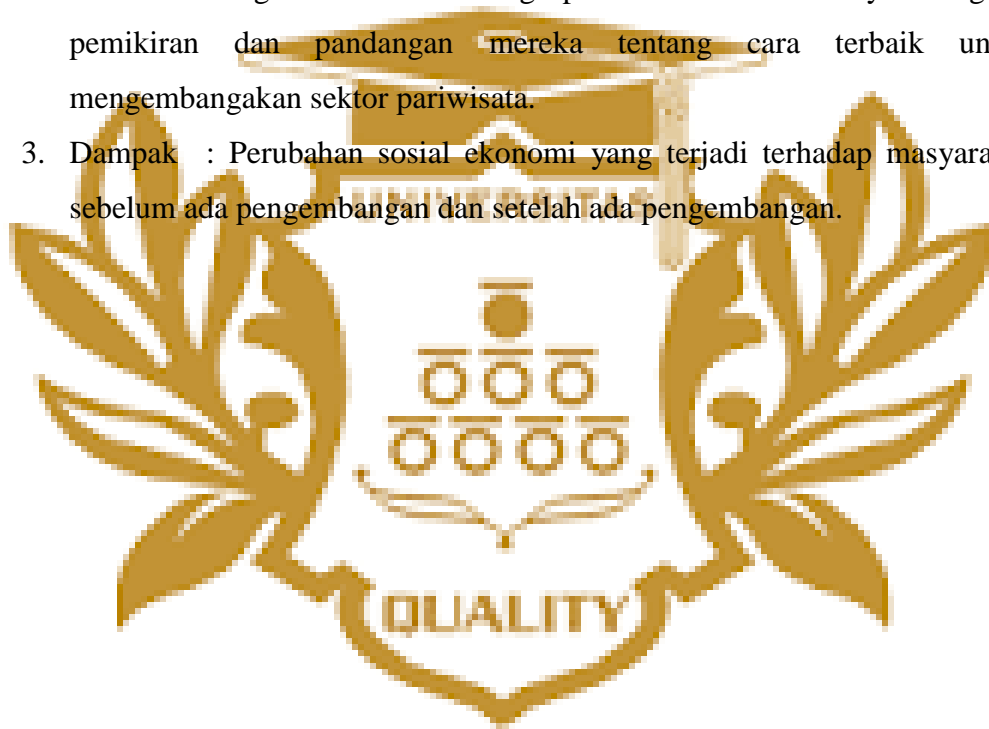 pemikiran dan pandangan mereka tentang cara terbaik un
mengembangakan sektor pariwisata.
3. Dampak : Perubahan sosial ekonomi yang terjadi terhadap masyara
sebelum ada pengembangan dan setelah ada pengembangan.
UNIVERSITAS
QUALITY